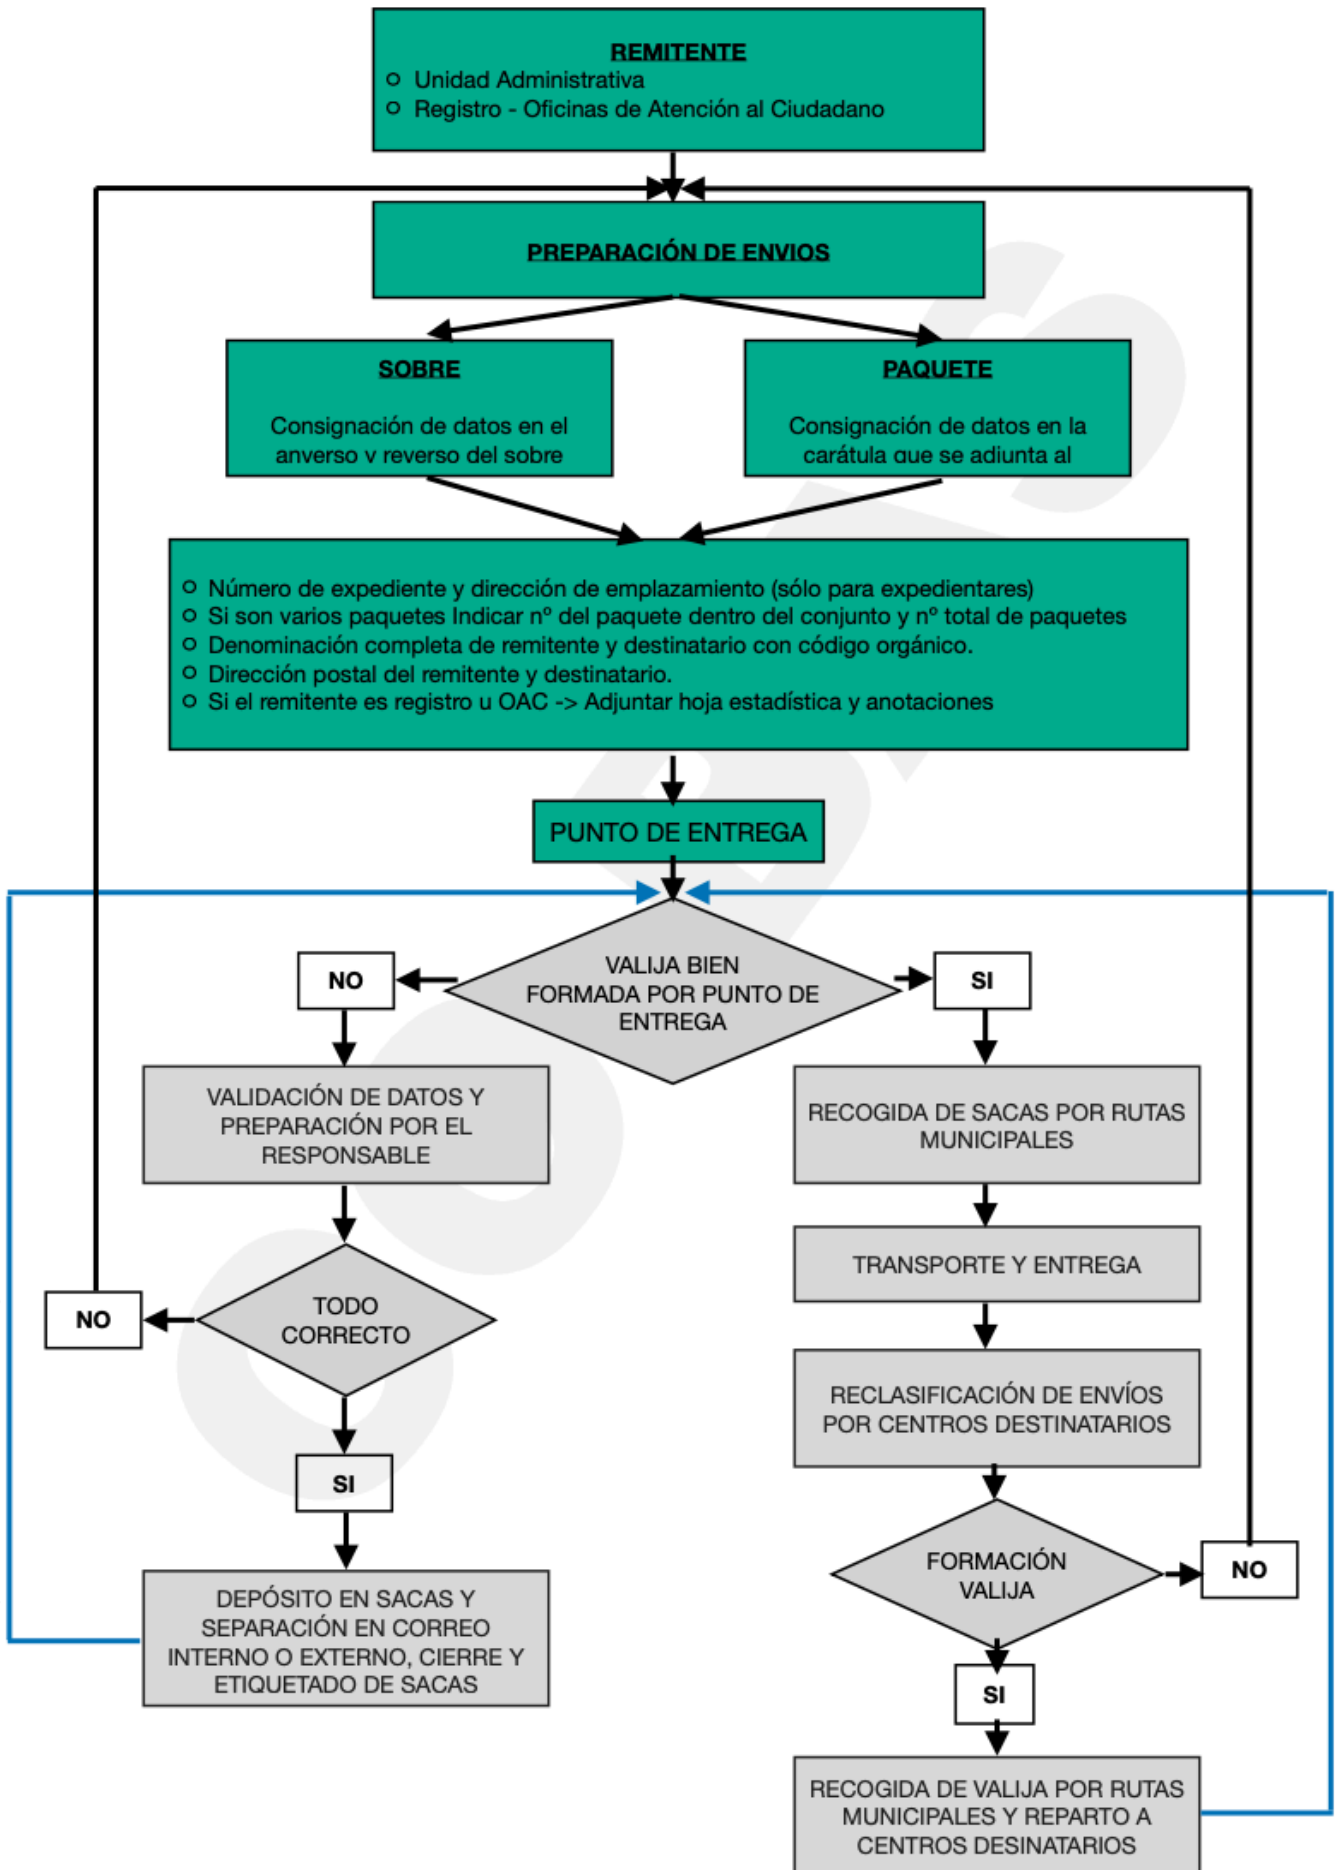 REMITENTE
Unidad Administrativa
Registro - Oficinas de Atención al Ciudadano
PREPARACIÓN DE ENVIOS
SOBRE
Consignación de datos en el
anverso y reverso del sobre
PAQUETE
Consignación de datos en la
carátula que se adjunta al
Número de expediente y dirección de emplazamiento (sólo para expedientares)
Si son varios paquetes Indicar nº del paquete dentro del conjunto y nº total de paquetes
Denominación completa de remitente y destinatario con código orgánico.
Dirección postal del remitente y destinatario.
Si el remitente es registro u OAC -> Adjuntar hoja estadística y anotaciones
PUNTO DE ENTREGA
VALIJA BIEN
FORMADA POR PUNTO DE
ENTREGA
NO
SI
VALIDACIÓN DE DATOS Y
PREPARACIÓN POR EL
RESPONSABLE
RECOGIDA DE SACAS POR RUTAS
MUNICIPALES
TRANSPORTE Y ENTREGA
TODO
CORRECTO
NO
RECLASIFICACIÓN DE ENVÍOS
POR CENTROS DESTINATARIOS
SI
FORMACIÓN
VALIJA
NO
DEPÓSITO EN SACAS Y
SEPARACIÓN EN CORREO
INTERNO O EXTERNO, CIERRE Y
ETIQUETADO DE SACAS
SI
RECOGIDA DE VALIJA POR RUTAS
MUNICIPALES Y REPARTO A
CENTROS DESINATARIOS